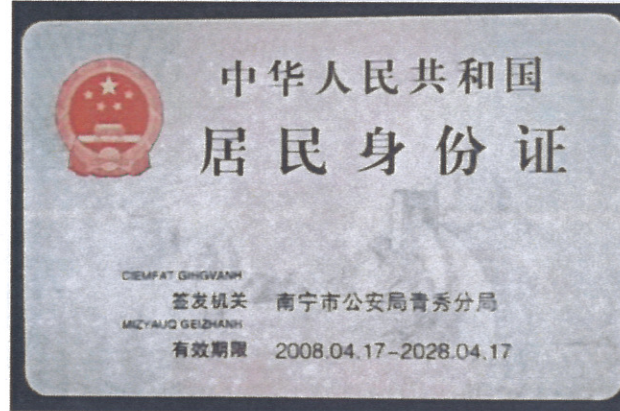 中华人民共和国
居民身份证
CIEMFAT GIHGVANH
签发机关 南宁市公安局青秀分局
MIZYAUQ GEIZHANH
有效期限 2008.04.17-2028.04.17